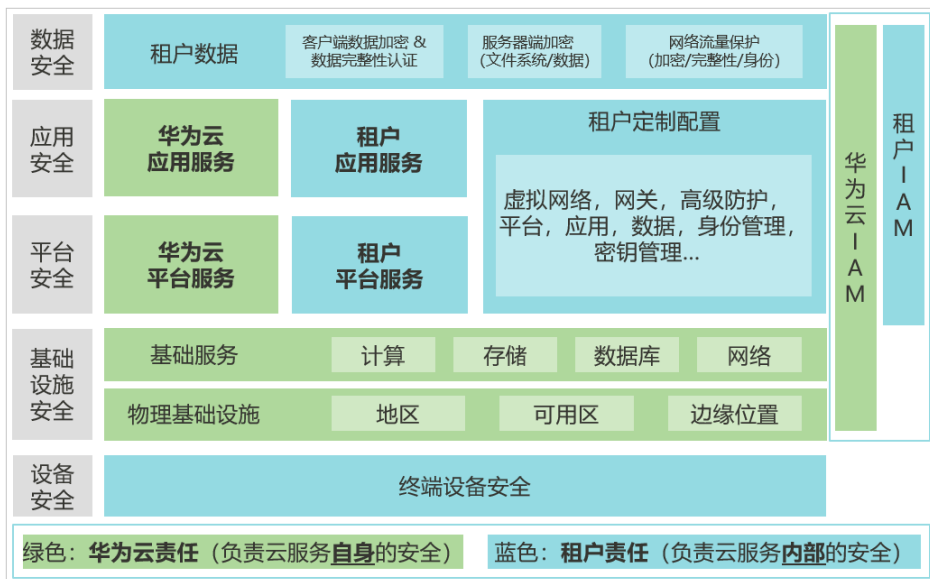 数据
安全
租户数据
客户端数据加密 &
数据完整性认证
服务器端加密
(文件系统/数据)
网络流量保护
(加密/完整性/身份)
应用
安全
华为云
应用服务
租户
应用服务
租户定制配置
虚拟网络，网关，高级防护，
平台，应用，数据，身份管理，
密钥管理...
平台
安全
华为云
平台服务
租户
平台服务
基础
设施
安全
基础服务
计算
存储
数据库
网络
物理基础设施
地区
可用区
边缘位置
设备
安全
终端设备安全
华为云IAM
租户IAM
绿色：华为云责任（负责云服务自身的安全）
蓝色：租户责任（负责云服务内部的安全）